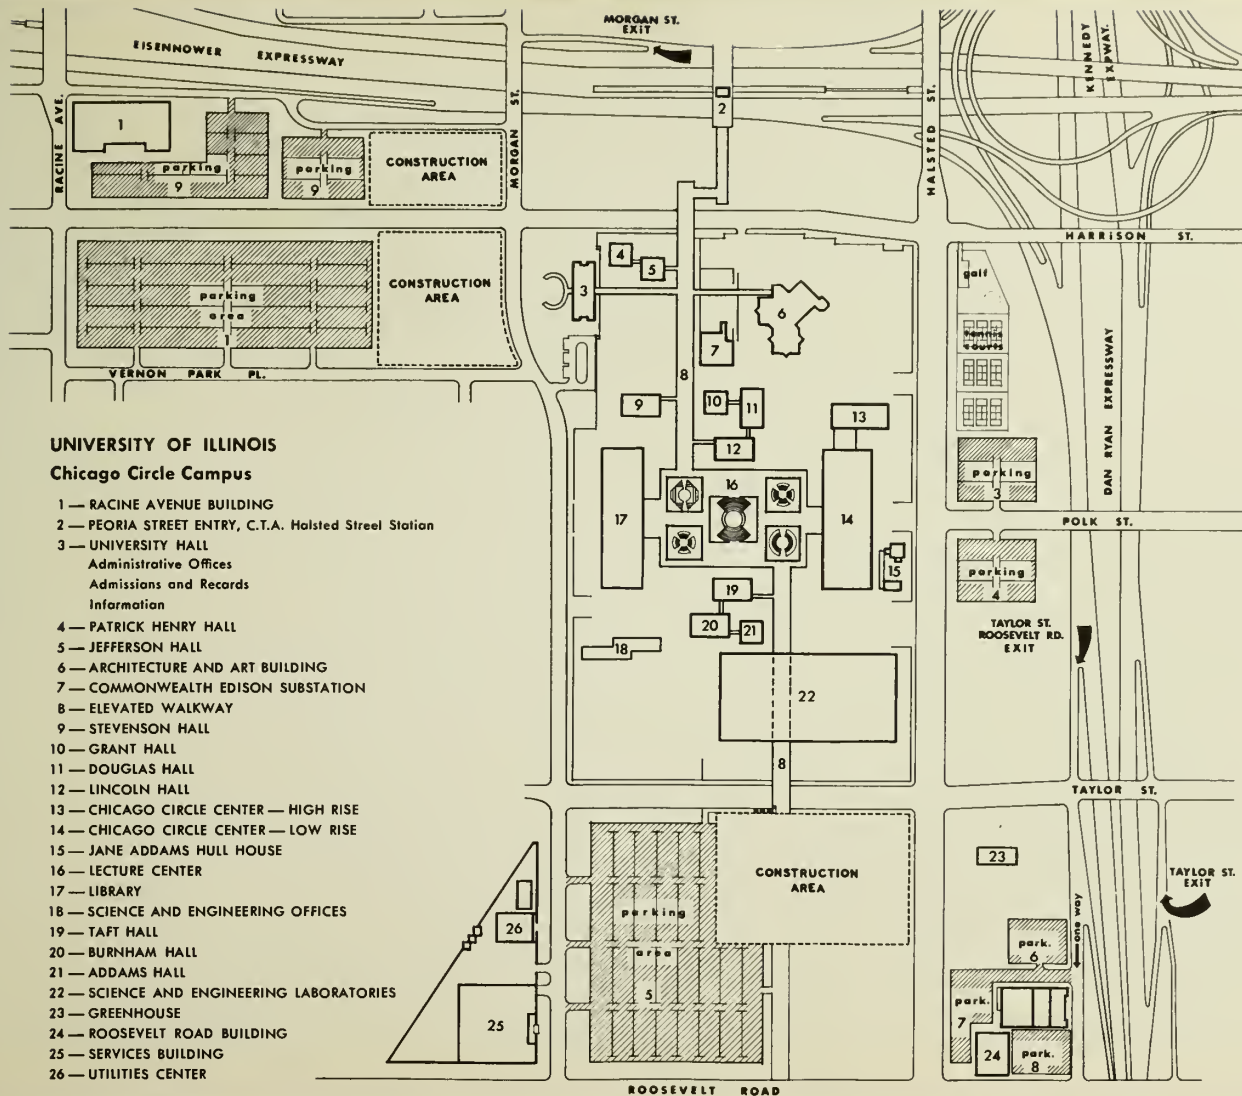 MORGAN ST.
EXIT
EISENHOWER EXPRESSWAY
KENNEDY
EXPWAY.
RACINE AVE.
MORGAN ST.
HALSTED ST.
1
2
parking
9
parking
9
CONSTRUCTION
AREA
HARRISON ST.
4
5
3
6
7
8
golf
tennis
courts
parking
area
1
CONSTRUCTION
AREA
VERNON PARK PL.
DAN RYAN EXPRESSWAY
9
10
11
12
13
16
17
14
15
parking
3
POLK ST.
parking
4
19
20
21
18
TAYLOR ST.
ROOSEVELT RD.
EXIT
22
8
TAYLOR ST.
UNIVERSITY OF ILLINOIS
Chicago Circle Campus
1 — RACINE AVENUE BUILDING
2 — PEORIA STREET ENTRY, C.T.A. Halsted Street Station
3 — UNIVERSITY HALL
Administrative Offices
Admissions and Records
Information
4 — PATRICK HENRY HALL
5 — JEFFERSON HALL
6 — ARCHITECTURE AND ART BUILDING
7 — COMMONWEALTH EDISON SUBSTATION
8 — ELEVATED WALKWAY
9 — STEVENSON HALL
10 — GRANT HALL
11 — DOUGLAS HALL
12 — LINCOLN HALL
13 — CHICAGO CIRCLE CENTER — HIGH RISE
14 — CHICAGO CIRCLE CENTER — LOW RISE
15 — JANE ADDAMS HULL HOUSE
16 — LECTURE CENTER
17 — LIBRARY
18 — SCIENCE AND ENGINEERING OFFICES
19 — TAFT HALL
20 — BURNHAM HALL
21 — ADDAMS HALL
22 — SCIENCE AND ENGINEERING LABORATORIES
23 — GREENHOUSE
24 — ROOSEVELT ROAD BUILDING
25 — SERVICES BUILDING
26 — UTILITIES CENTER
CONSTRUCTION
AREA
parking
area
5
26
25
23
TAYLOR ST.
EXIT
one way
park.
6
park.
7
24
park.
8
ROOSEVELT ROAD